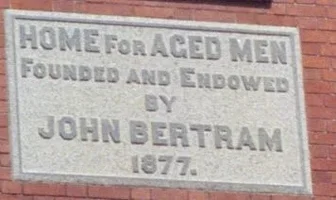 HOME FOR AGED MEN
FOUNDED AND ENDOWED
BY
JOHN BERTRAM
1877.